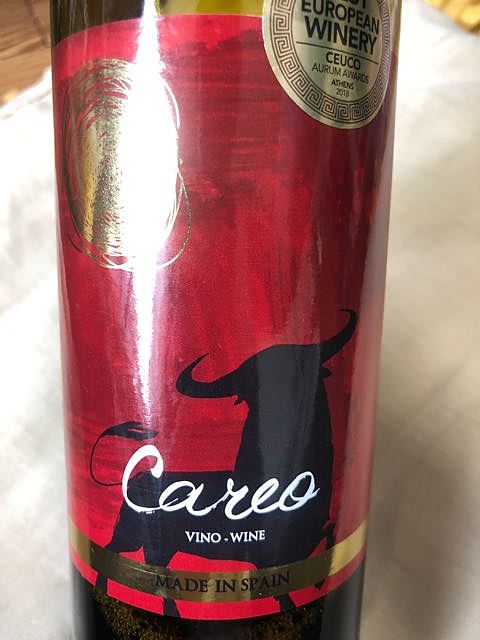 EUROPEAN
WINERY
CEUCO
AURUM AWARDS
ATHENS
2018
Careo
VINO - WINE
MADE IN SPAIN